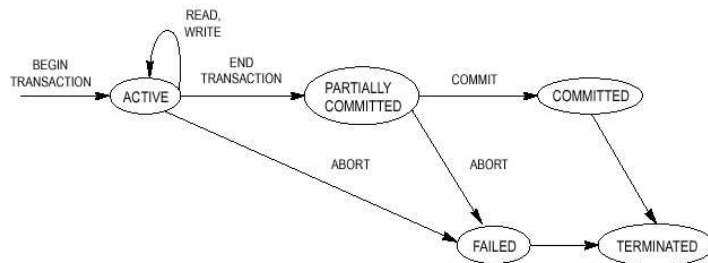 READ,
WRITE
BEGIN
TRANSACTION
END
TRANSACTION
ACTIVE
PARTIALLY
COMMITTED
COMMIT
COMMITTED
ABORT
ABORT
FAILED
TERMINATED